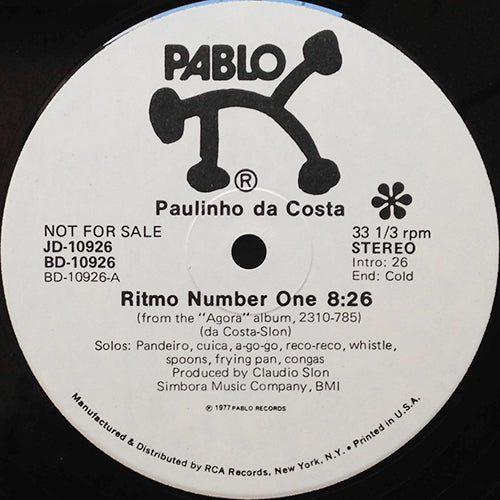 PABLO
®
Paulinho da Costa
NOT FOR SALE
JD-10926
BD-10926
BD-10926-A
*
33 1/3 rpm
STEREO
Intro: 26
End: Cold
Ritmo Number One 8:26
(from the "Agora" album, 2310-785)
(da Costa-Slon)
Solos: Pandeiro, cuica, a-go-go, reco-reco, whistle,
spoons, frying pan, congas
Produced by Claudio Slon
Simbora Music Company, BMI
℗ 1977 PABLO RECORDS
Manufactured & Distributed by RCA Records, New York, N.Y. • Printed in U.S.A.